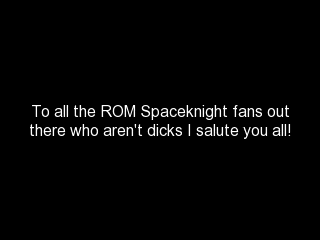 To all the ROM Spaceknight fans out
there who aren't dicks I salute you all!